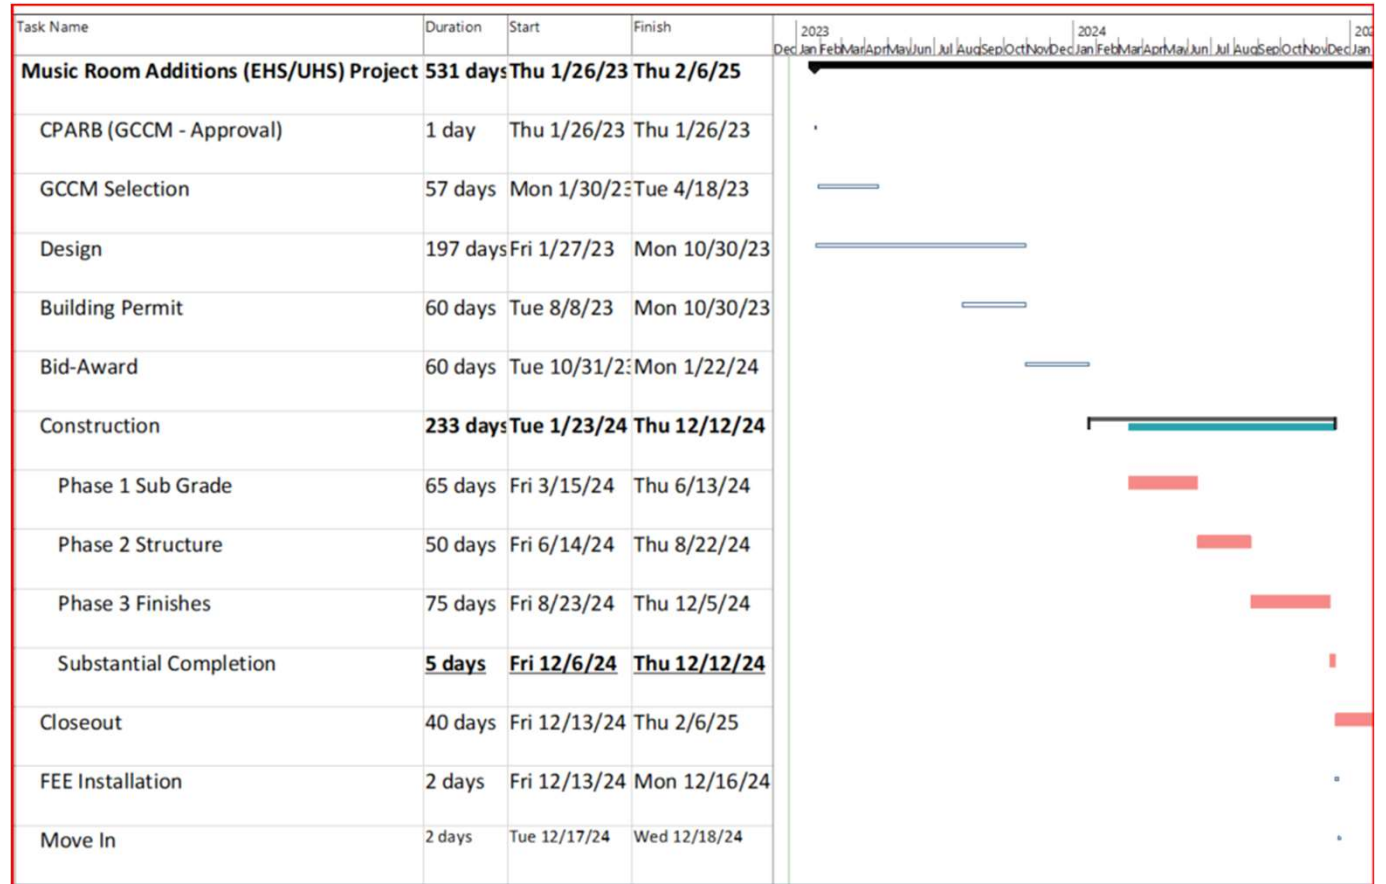 Task Name Duration Start Finish 2023 2024 202
Dec Jan Feb Mar Apr May Jun Jul Aug Sep Oct Nov Dec Jan Feb Mar Apr May Jun Jul Aug Sep Oct Nov Dec Jan
Music Room Additions (EHS/UHS) Project 531 days Thu 1/26/23 Thu 2/6/25
CPARB (GCCM - Approval) 1 day Thu 1/26/23 Thu 1/26/23
GCCM Selection 57 days Mon 1/30/23 Tue 4/18/23
Design 197 days Fri 1/27/23 Mon 10/30/23
Building Permit 60 days Tue 8/8/23 Mon 10/30/23
Bid-Award 60 days Tue 10/31/23 Mon 1/22/24
Construction 233 days Tue 1/23/24 Thu 12/12/24
Phase 1 Sub Grade 65 days Fri 3/15/24 Thu 6/13/24
Phase 2 Structure 50 days Fri 6/14/24 Thu 8/22/24
Phase 3 Finishes 75 days Fri 8/23/24 Thu 12/5/24
Substantial Completion 5 days Fri 12/6/24 Thu 12/12/24
Closeout 40 days Fri 12/13/24 Thu 2/6/25
FEE Installation 2 days Fri 12/13/24 Mon 12/16/24
Move In 2 days Tue 12/17/24 Wed 12/18/24